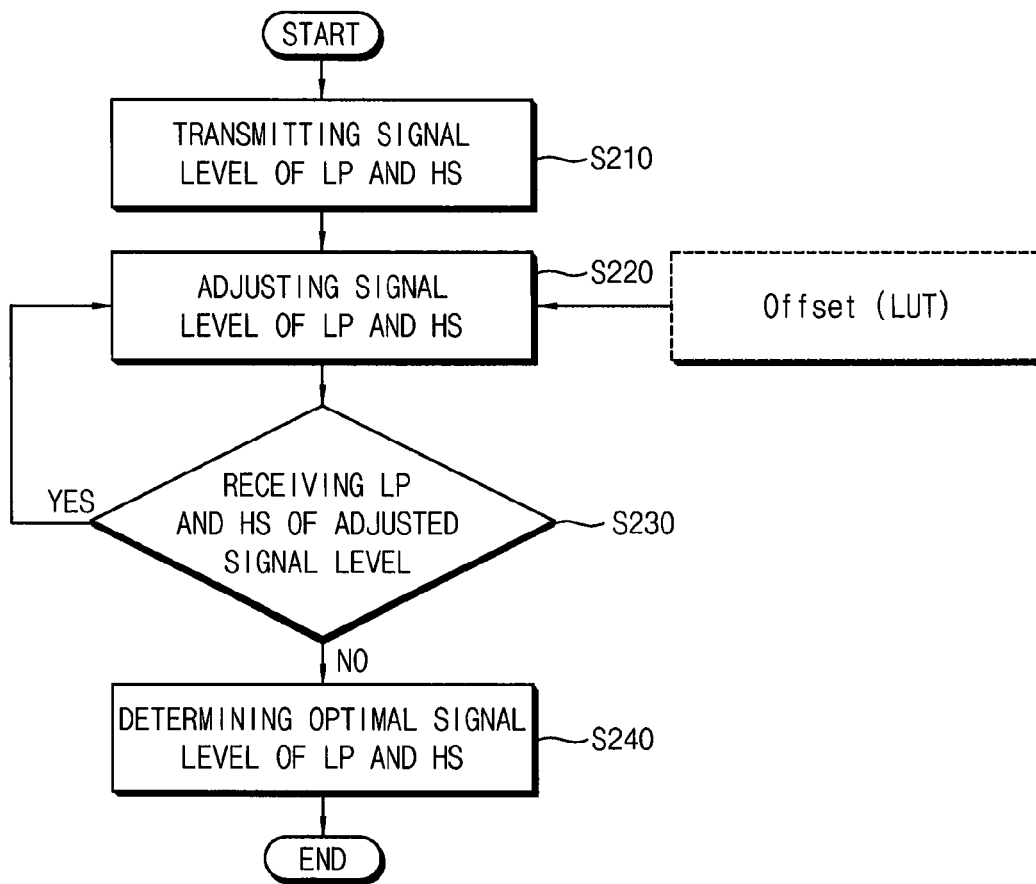 START
TRANSMITTING SIGNAL
LEVEL OF LP AND HS
S210
ADJUSTING SIGNAL
LEVEL OF LP AND HS
S220
Offset (LUT)
RECEIVING LP
AND HS OF ADJUSTED
SIGNAL LEVEL
S230
YES
NO
DETERMINING OPTIMAL SIGNAL
LEVEL OF LP AND HS
S240
END